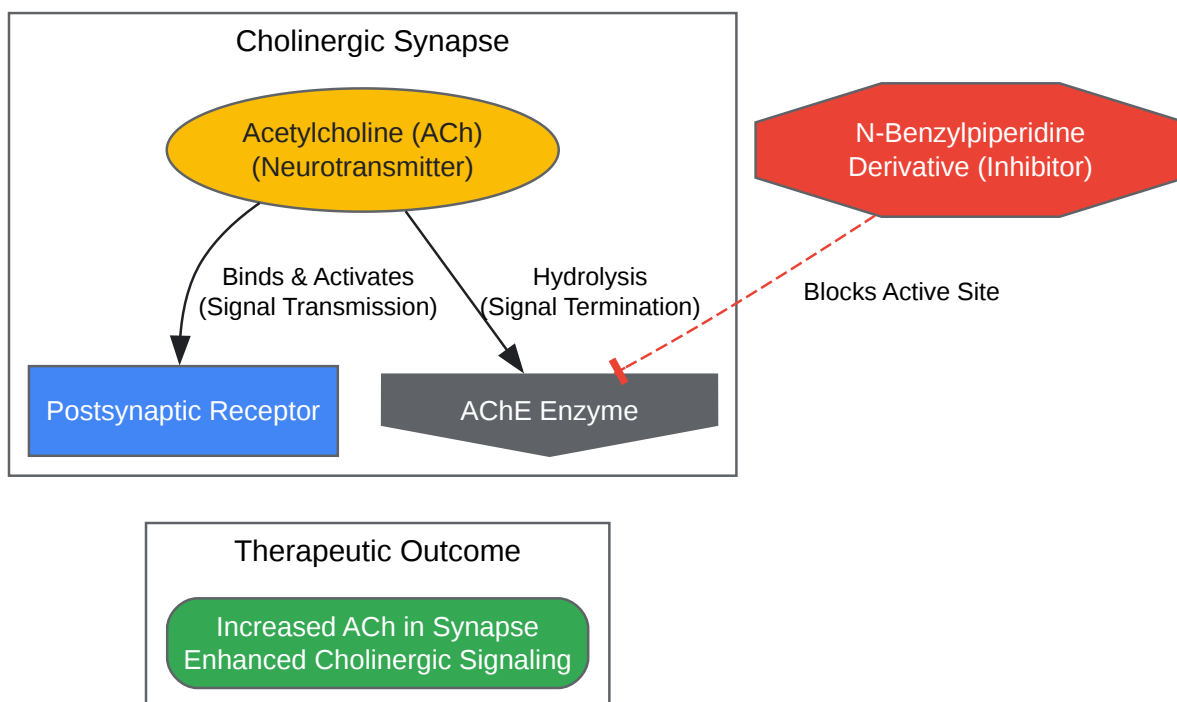 Cholinergic Synapse
Acetylcholine (ACh)
(Neurotransmitter)
N-Benzylpiperidine
Derivative (Inhibitor)
Binds & Activates
(Signal Transmission)
Hydrolysis
(Signal Termination)
Blocks Active Site
Postsynaptic Receptor
AChE Enzyme
Therapeutic Outcome
Increased ACh in Synapse
Enhanced Cholinergic Signaling